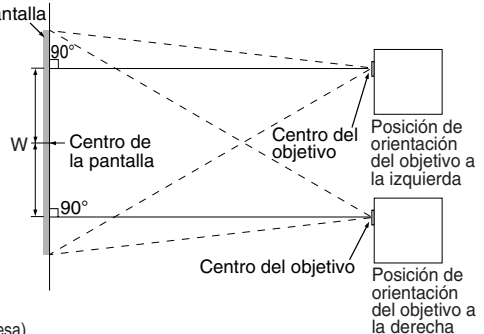 90°
W
Centro de
la pantalla
Centro del
objetivo
Posición de
orientación
del objetivo a
la izquierda
90°
Centro del objetivo
Posición de
orientación
del objetivo a
la derecha